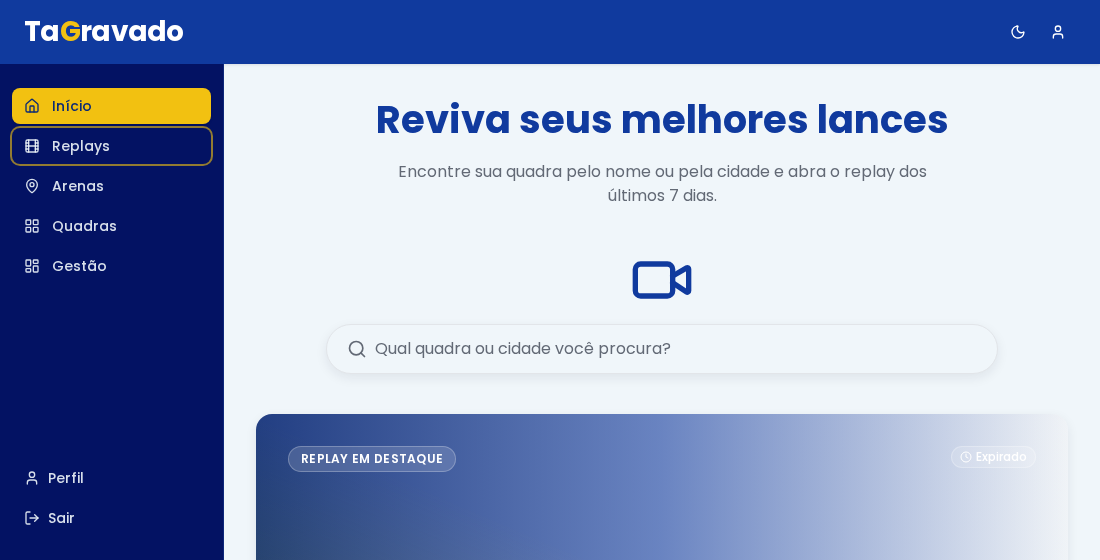 TaGravado
Início
Replays
Arenas
Quadras
Gestão
Perfil
Sair
Reviva seus melhores lances
Encontre sua quadra pelo nome ou pela cidade e abra o replay dos
últimos 7 dias.
Qual quadra ou cidade você procura?
REPLAY EM DESTAQUE
Expirado